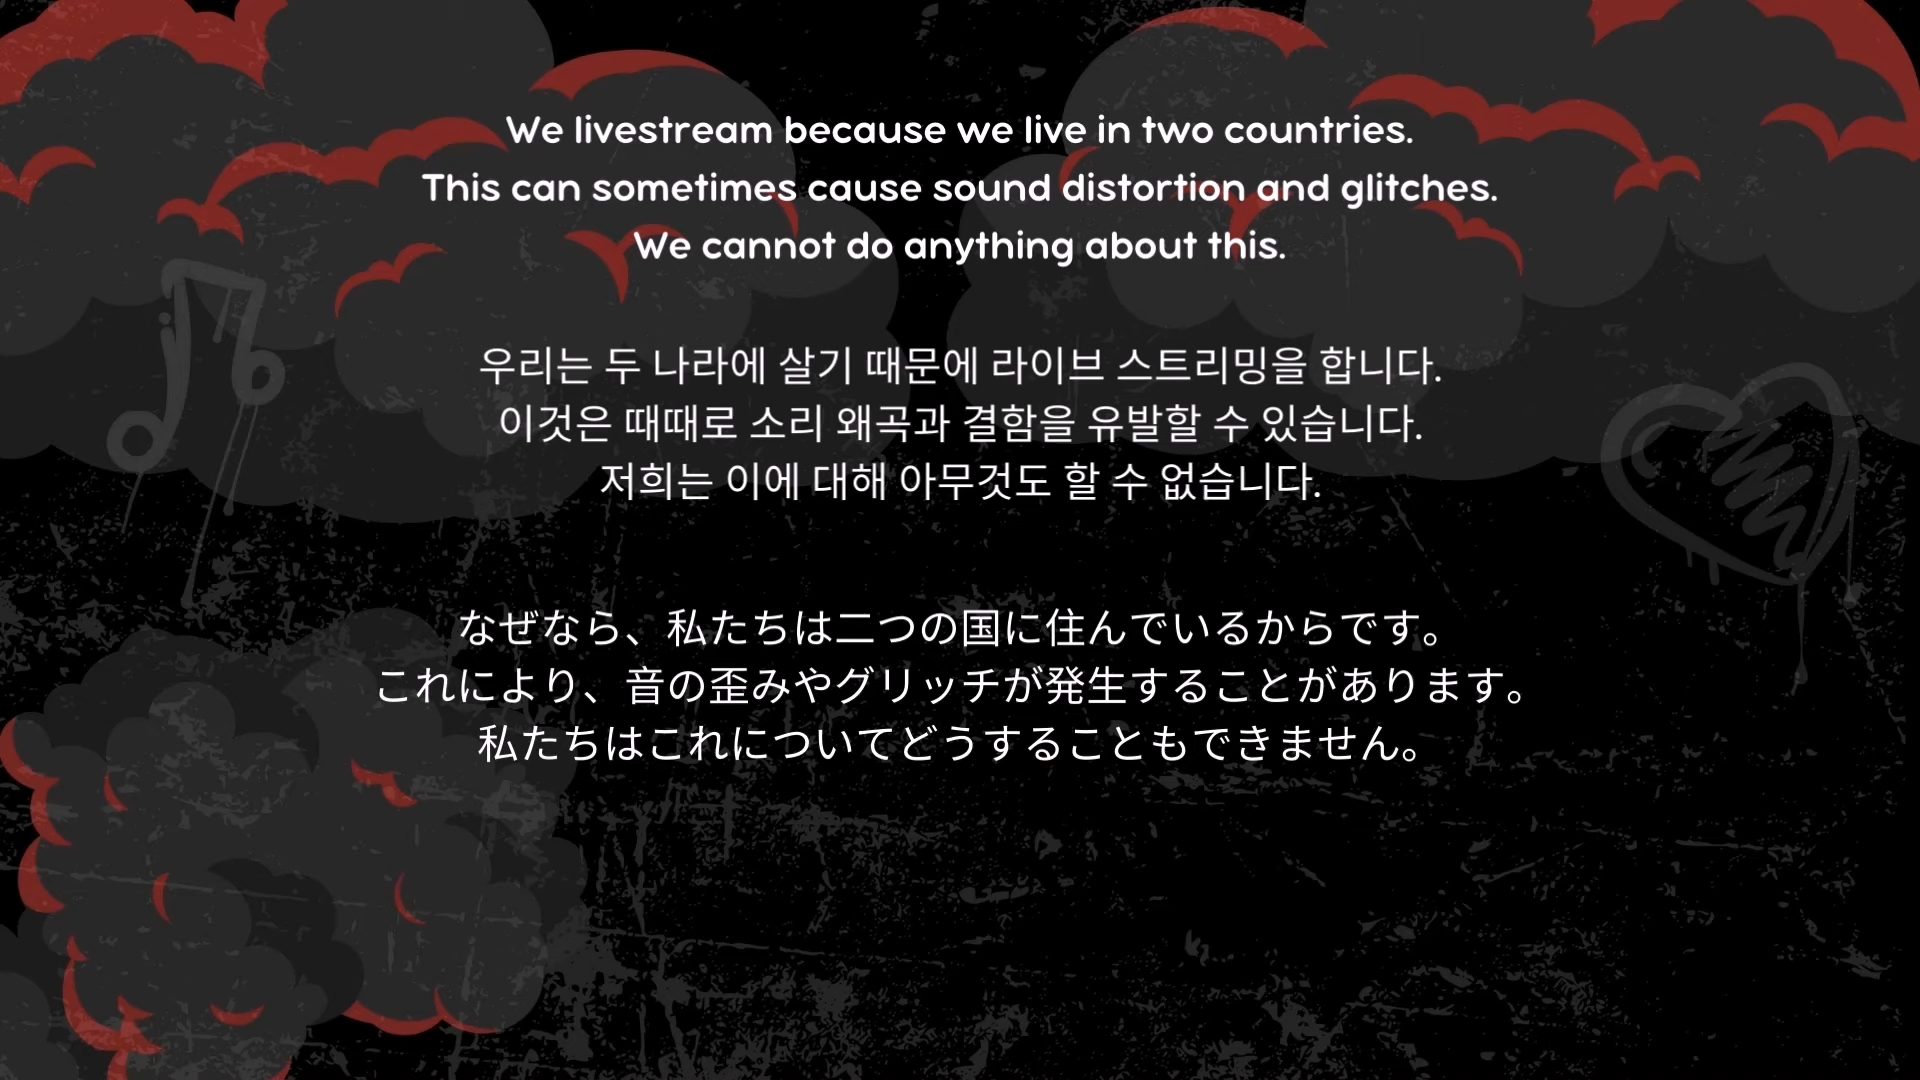 We livestream because we live in two countries.
This can sometimes cause sound distortion and glitches.
We cannot do anything about this.
우리는 두 나라에 살기 때문에 라이브 스트리밍을 합니다.
이것은 때때로 소리 왜곡과 결함을 유발할 수 있습니다.
저희는 이에 대해 아무것도 할 수 없습니다.
なぜなら、私たちは二つの国に住んでいるからです。
これにより、音の歪みやグリッチが発生することがあります。
私たちはこれについてどうすることもできません。